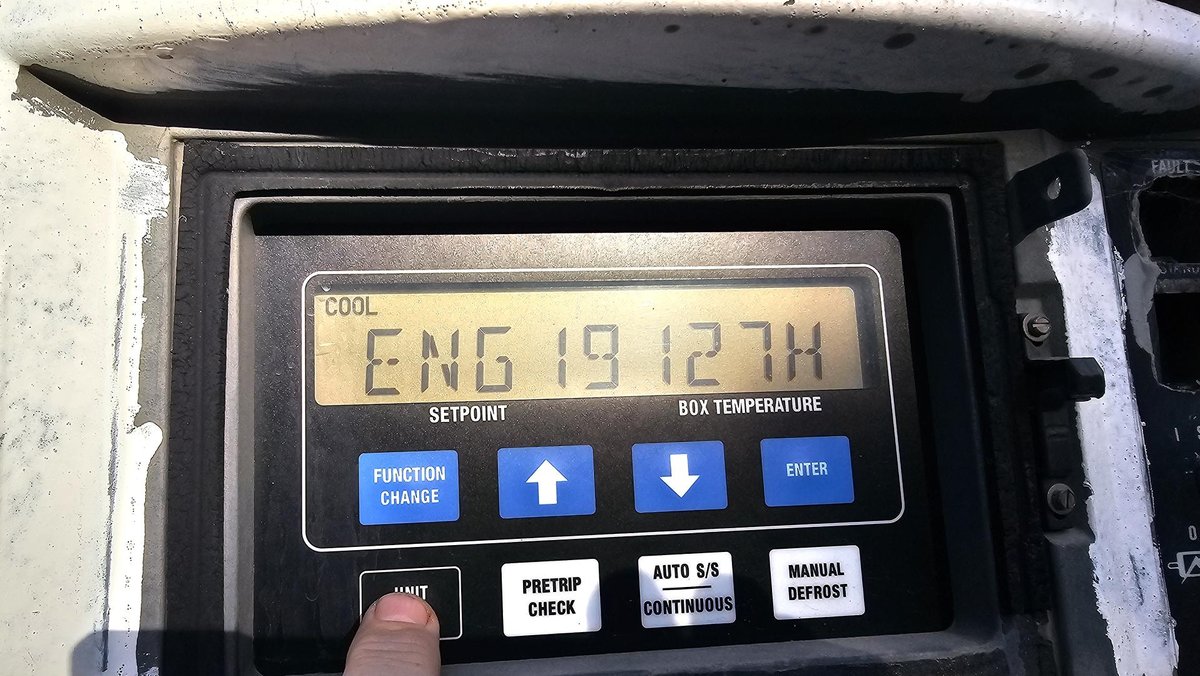 FAULT
COOL
ENG 19127H
SETPOINT BOX TEMPERATURE
FUNCTION
CHANGE
ENTER
UNIT
PRETRIP
CHECK
AUTO S/S
CONTINUOUS
MANUAL
DEFROST